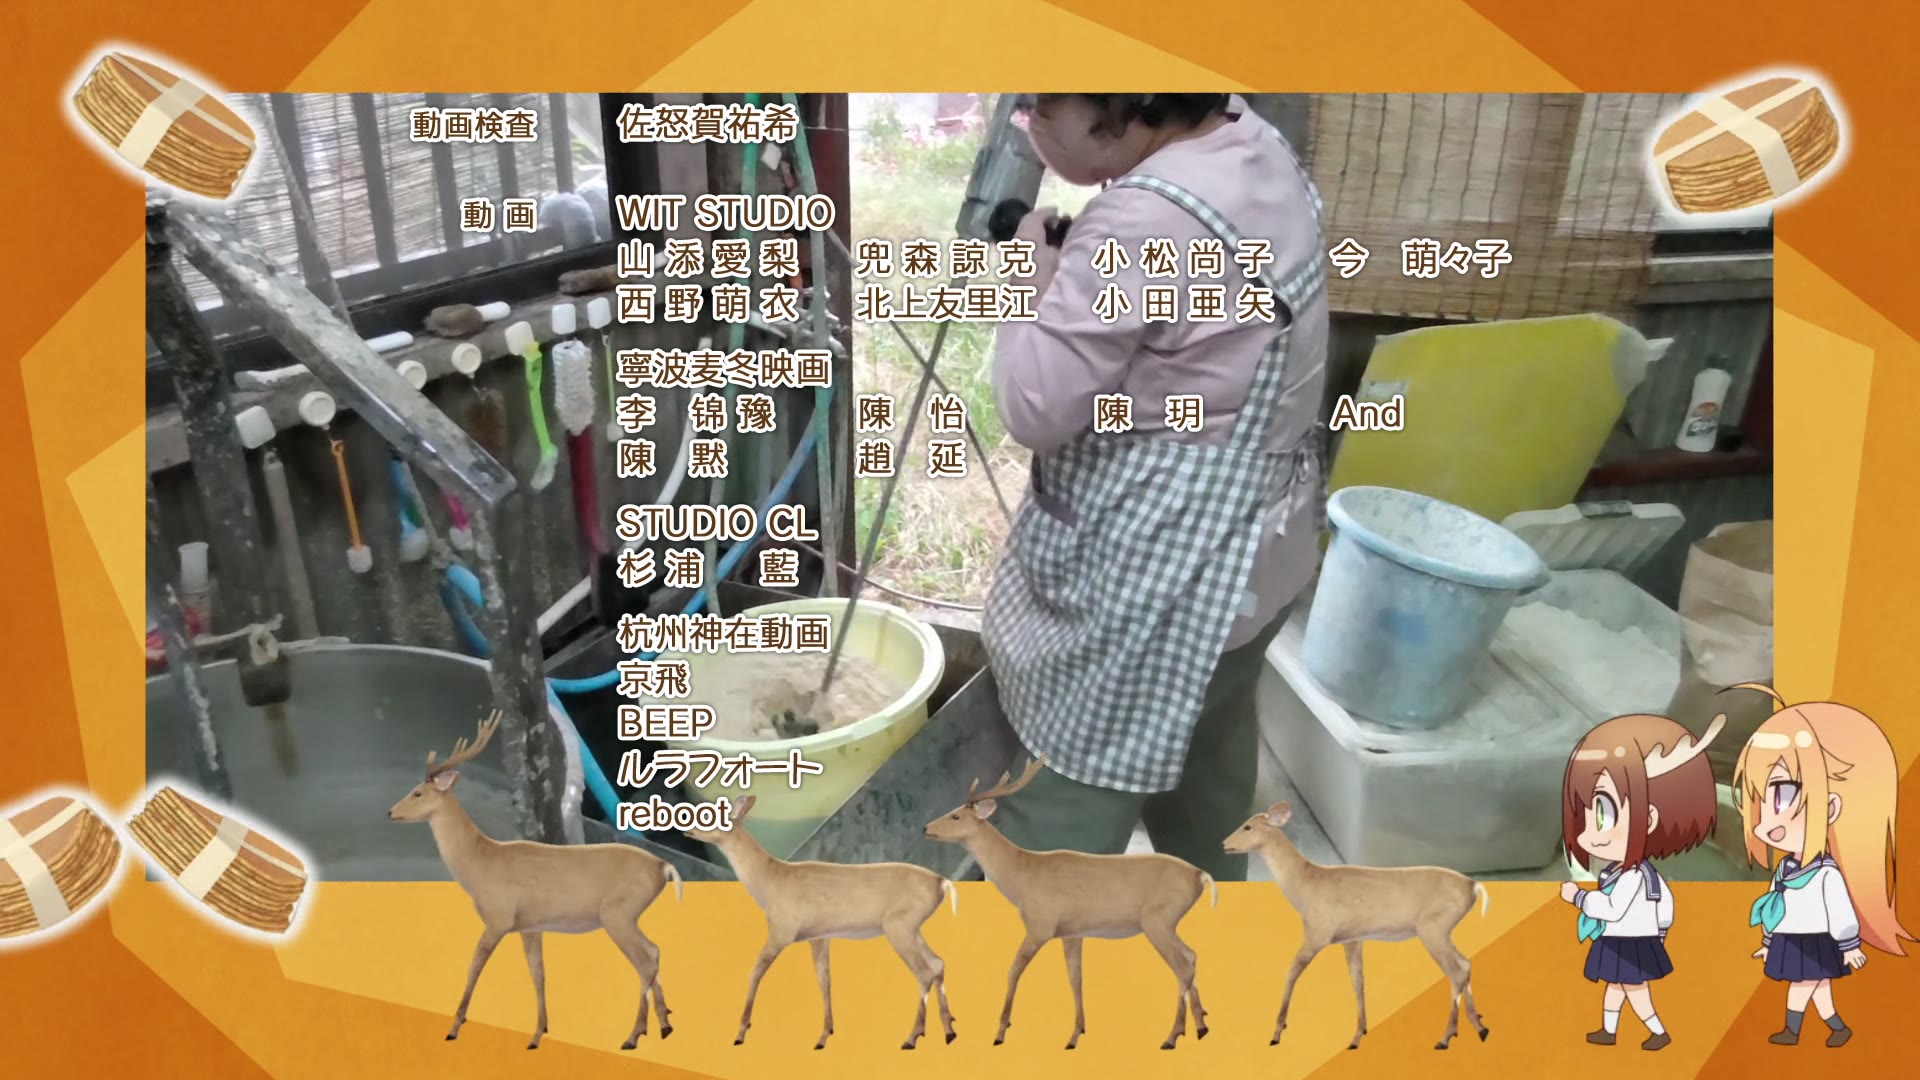 動画検査 佐怒賀祐希
動画 WIT STUDIO
山添愛梨 兜森諒克 小松尚子 今 萌々子
西野萌衣 北上友里江 小田亜矢
寧波麦冬映画
李 锦豫 陳 怡 陳 玥 And
陳 黙 趙 延
STUDIO CL
杉浦 藍
杭州神在動画
京飛
BEEP
ルラフォート
reboot